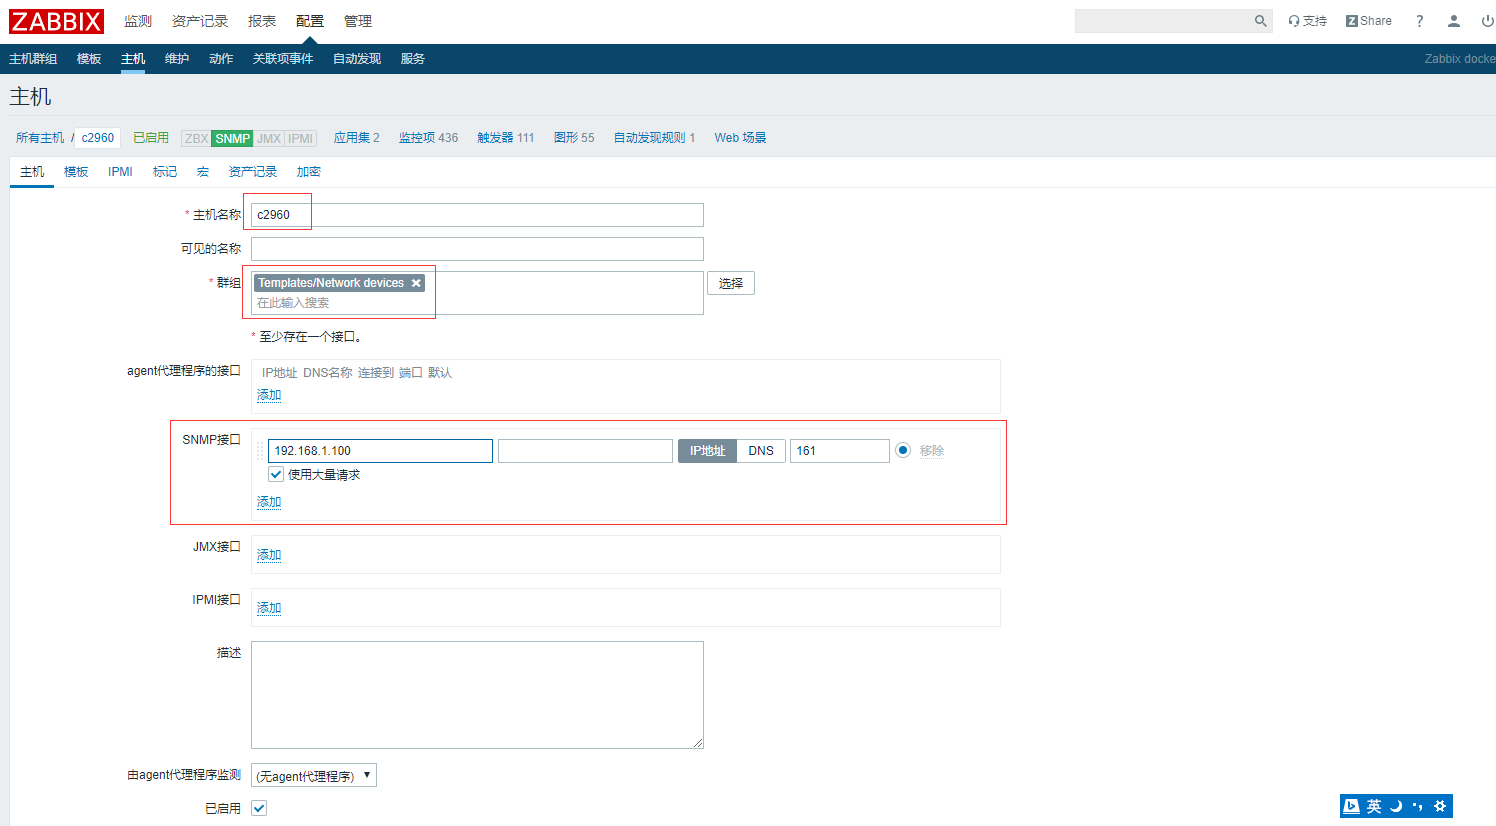 ZABBIX 监测 资产记录 报表 配置 管理 支持 Z Share ?
主机群组 模板 主机 维护 动作 关联项事件 自动发现 服务 Zabbix docke
主机
所有主机 / c2960 已启用 ZBX SNMP JMX IPMI 应用集 2 监控项 436 触发器 111 图形 55 自动发现规则 1 Web 场景
主机 模板 IPMI 标记 宏 资产记录 加密
* 主机名称 c2960
可见的名称
* 群组 Templates/Network devices × 选择
在此输入搜索
* 至少存在一个接口。
agent代理程序的接口 IP地址 DNS名称 连接到 端口 默认
添加
SNMP接口 192.168.1.100 IP地址 DNS 161 移除
使用大量请求
添加
JMX接口 添加
IPMI接口 添加
描述
由agent代理程序监测 (无agent代理程序)
已启用
英